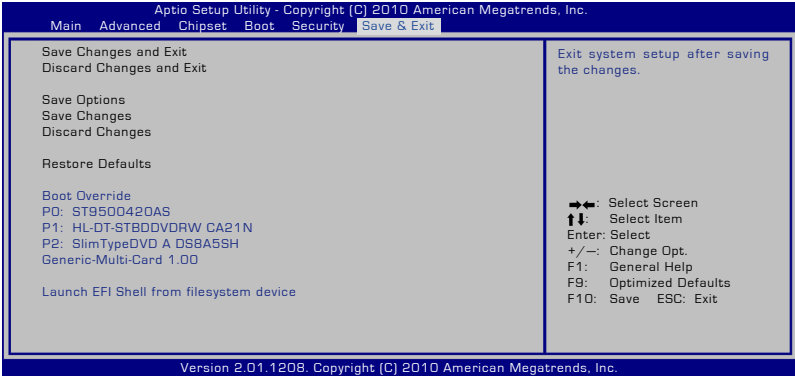 Aptio Setup Utility - Copyright (C) 2010 American Megatrends, Inc.
Main Advanced Chipset Boot Security Save & Exit
Save Changes and Exit
Discard Changes and Exit
Save Options
Save Changes
Discard Changes
Restore Defaults
Boot Override
P0: ST9500420AS
P1: HL-DT-STBDDVDRW CA21N
P2: SlimTypeDVD A DS8A5SH
Generic-Multi-Card 1.00
Launch EFI Shell from filesystem device
Exit system setup after saving
the changes.
➡⬅: Select Screen
⬆⬇: Select Item
Enter: Select
+/—: Change Opt.
F1: General Help
F9: Optimized Defaults
F10: Save ESC: Exit
Version 2.01.1208. Copyright (C) 2010 American Megatrends, Inc.